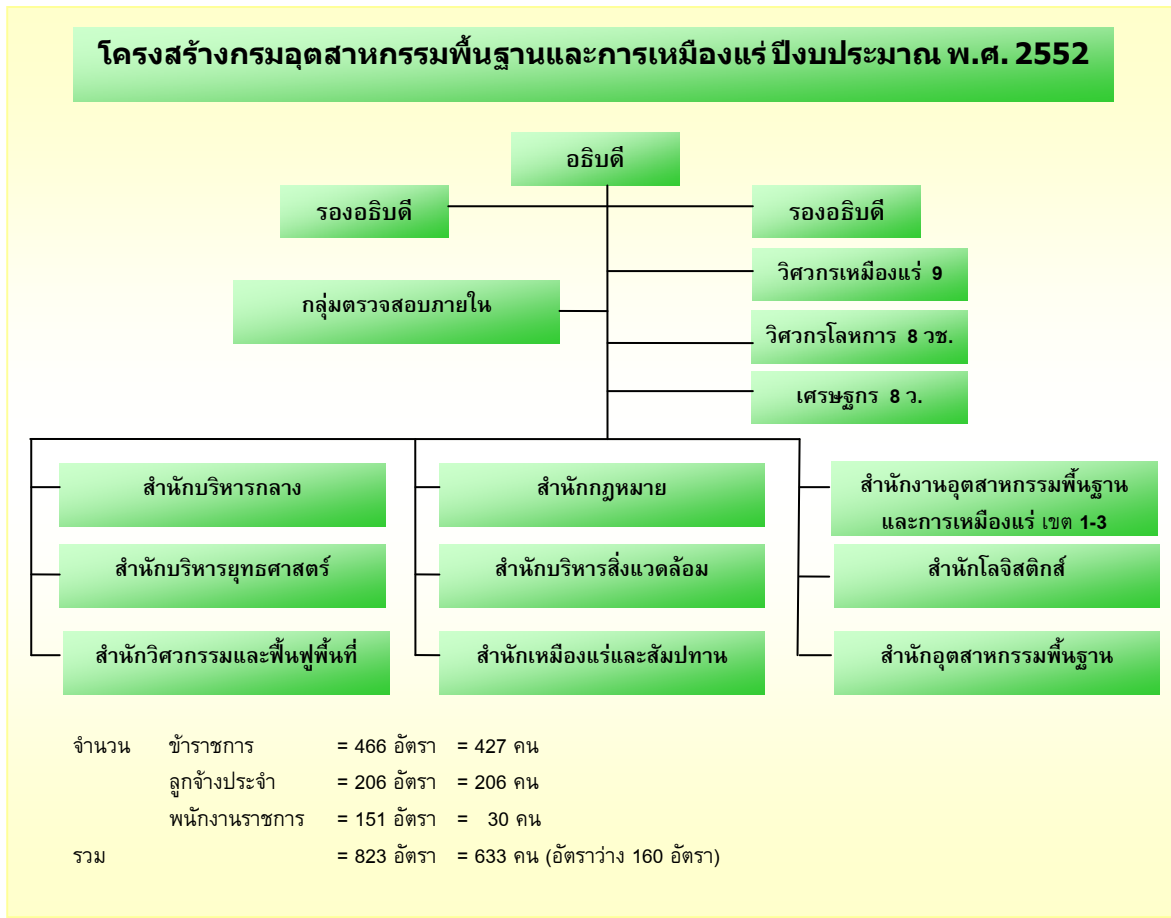 โครงสร้างกรมอุตสาหกรรมพื้นฐานและการเหมืองแร่ ปีงบประมาณ พ.ศ. 2552
อธิบดี
รองอธิบดี
รองอธิบดี
วิศวกรเหมืองแร่ 9
กลุ่มตรวจสอบภายใน
วิศวกรโลหการ 8 วช.
เศรษฐกร 8 ว.
สำนักบริหารกลาง
สำนักกฎหมาย
สำนักงานอุตสาหกรรมพื้นฐาน
และการเหมืองแร่ เขต 1-3
สำนักบริหารยุทธศาสตร์
สำนักบริหารสิ่งแวดล้อม
สำนักโลจิสติกส์
สำนักวิศวกรรมและฟื้นฟูพื้นที่
สำนักเหมืองแร่และสัมปทาน
สำนักอุตสาหกรรมพื้นฐาน
จำนวน ข้าราชการ = 466 อัตรา = 427 คน
ลูกจ้างประจำ = 206 อัตรา = 206 คน
พนักงานราชการ = 151 อัตรา = 30 คน
รวม = 823 อัตรา = 633 คน (อัตราว่าง 160 อัตรา)